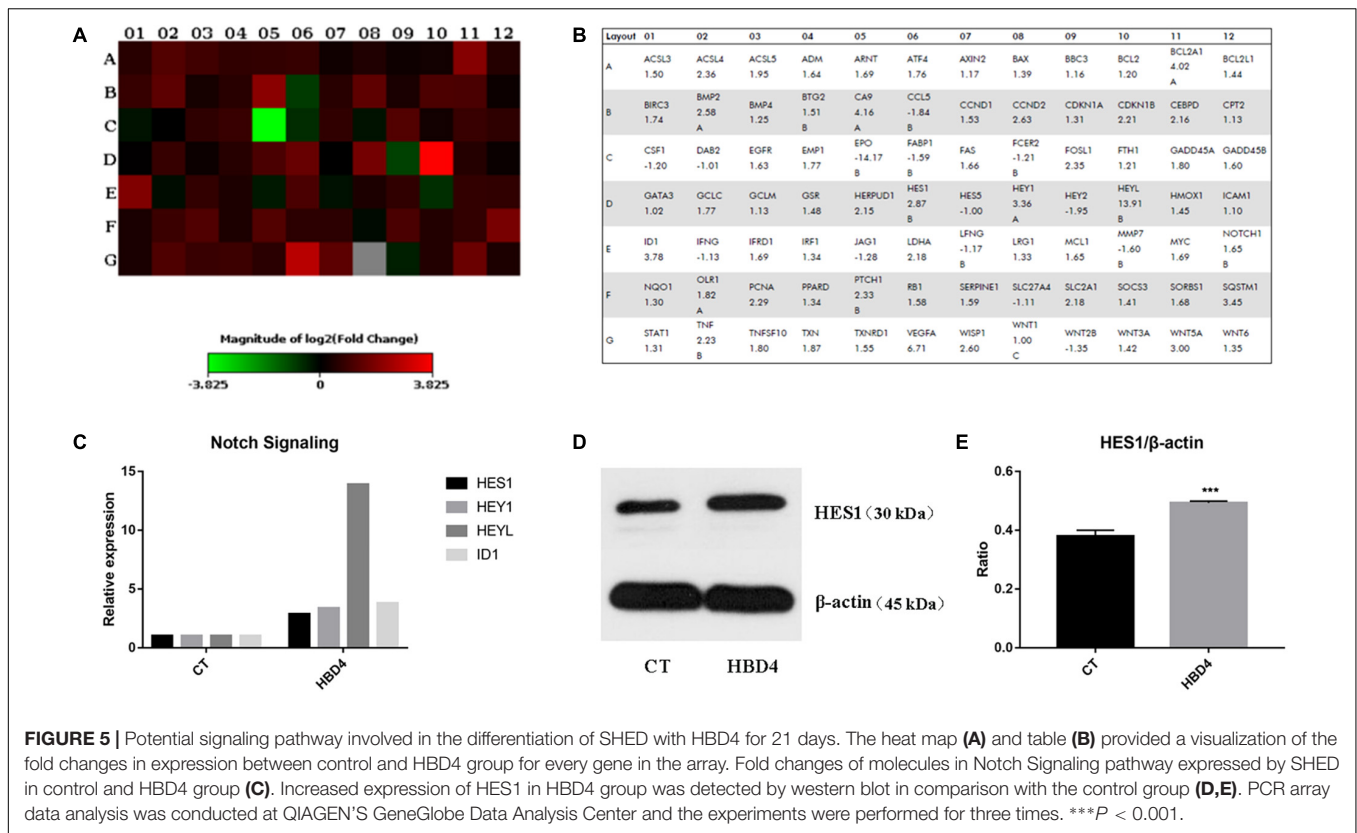 A
01 02 03 04 05 06 07 08 09 10 11 12
A
B
C
D
E
F
G
Magnitude of log2(Fold Change)
-3.825 0 3.825
B
Layout 01 02 03 04 05 06 07 08 09 10 11 12
A
ACSL3 ACSL4 ACSL5 ADM ARNT ATF4 AXIN2 BAX BBC3 BCL2 BCL2A1 BCL2L1
1.50 2.36 1.95 1.64 1.69 1.76 1.17 1.39 1.16 1.20 4.02 1.44
A
B
BIRC3 BMP2 BMP4 BTG2 CA9 CCL5 CCND1 CCND2 CDKN1A CDKN1B CEBPD CPT2
1.74 2.58 1.25 1.51 4.16 -1.84 1.53 2.63 1.31 2.21 2.16 1.13
A B A B
C
CSF1 DAB2 EGFR EMP1 EPO FABP1 FAS FCER2 FOSL1 FTH1 GADD45A GADD45B
-1.20 -1.01 1.63 1.77 -14.17 -1.59 1.66 -1.21 2.35 1.21 1.80 1.60
B B B
D
GATA3 GCLC GCLM GSR HERPUD1 HES1 HES5 HEY1 HEY2 HEYL HMOX1 ICAM1
1.02 1.77 1.13 1.48 2.15 2.87 -1.00 3.36 -1.95 13.91 1.45 1.10
B A B
E
ID1 IFNG IFRD1 IRF1 JAG1 LDHA LFNG LRG1 MCL1 MMP7 MYC NOTCH1
3.78 -1.13 1.69 1.34 -1.28 2.18 -1.17 1.33 1.65 -1.60 1.69 1.65
B B B
F
NQO1 OLR1 PCNA PPARD PTCH1 RB1 SERPINE1 SLC27A4 SLC2A1 SOCS3 SORBS1 SQSTM1
1.30 1.82 2.29 1.34 2.33 1.58 1.59 -1.11 2.18 1.41 1.68 3.45
A B
G
STAT1 TNF TNFSF10 TXN TXNRD1 VEGFA WISP1 WNT1 WNT2B WNT3A WNT5A WNT6
1.31 2.23 1.80 1.87 1.55 6.71 2.60 1.00 -1.35 1.42 3.00 1.35
B C
C
Notch Signaling
Relative expression
15
10
5
0
CT HBD4
HES1
HEY1
HEYL
ID1
D
HES1（30 kDa）
β-actin（45 kDa）
CT HBD4
E
HES1/β-actin
Ratio
0.6
0.4
0.2
0.0
***
CT HBD4
FIGURE 5 | Potential signaling pathway involved in the differentiation of SHED with HBD4 for 21 days. The heat map (A) and table (B) provided a visualization of the
fold changes in expression between control and HBD4 group for every gene in the array. Fold changes of molecules in Notch Signaling pathway expressed by SHED
in control and HBD4 group (C). Increased expression of HES1 in HBD4 group was detected by western blot in comparison with the control group (D,E). PCR array
data analysis was conducted at QIAGEN'S GeneGlobe Data Analysis Center and the experiments were performed for three times. ***P < 0.001.